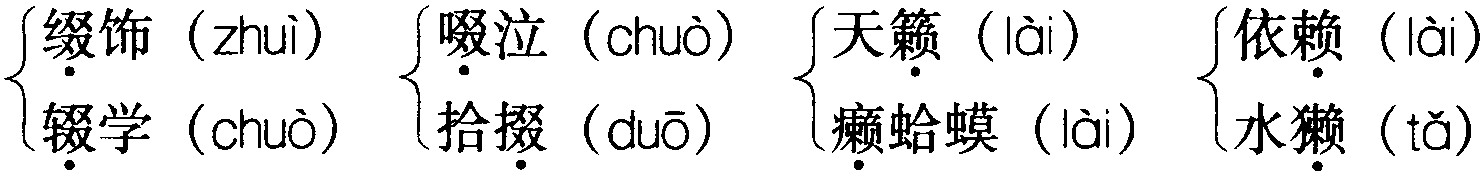 缀饰（zhuì） 啜泣（chuò） 天籁（lài） 依赖（lài）
辍学（chuò） 拾掇（duō） 癞蛤蟆（lài） 水獭（tǎ）